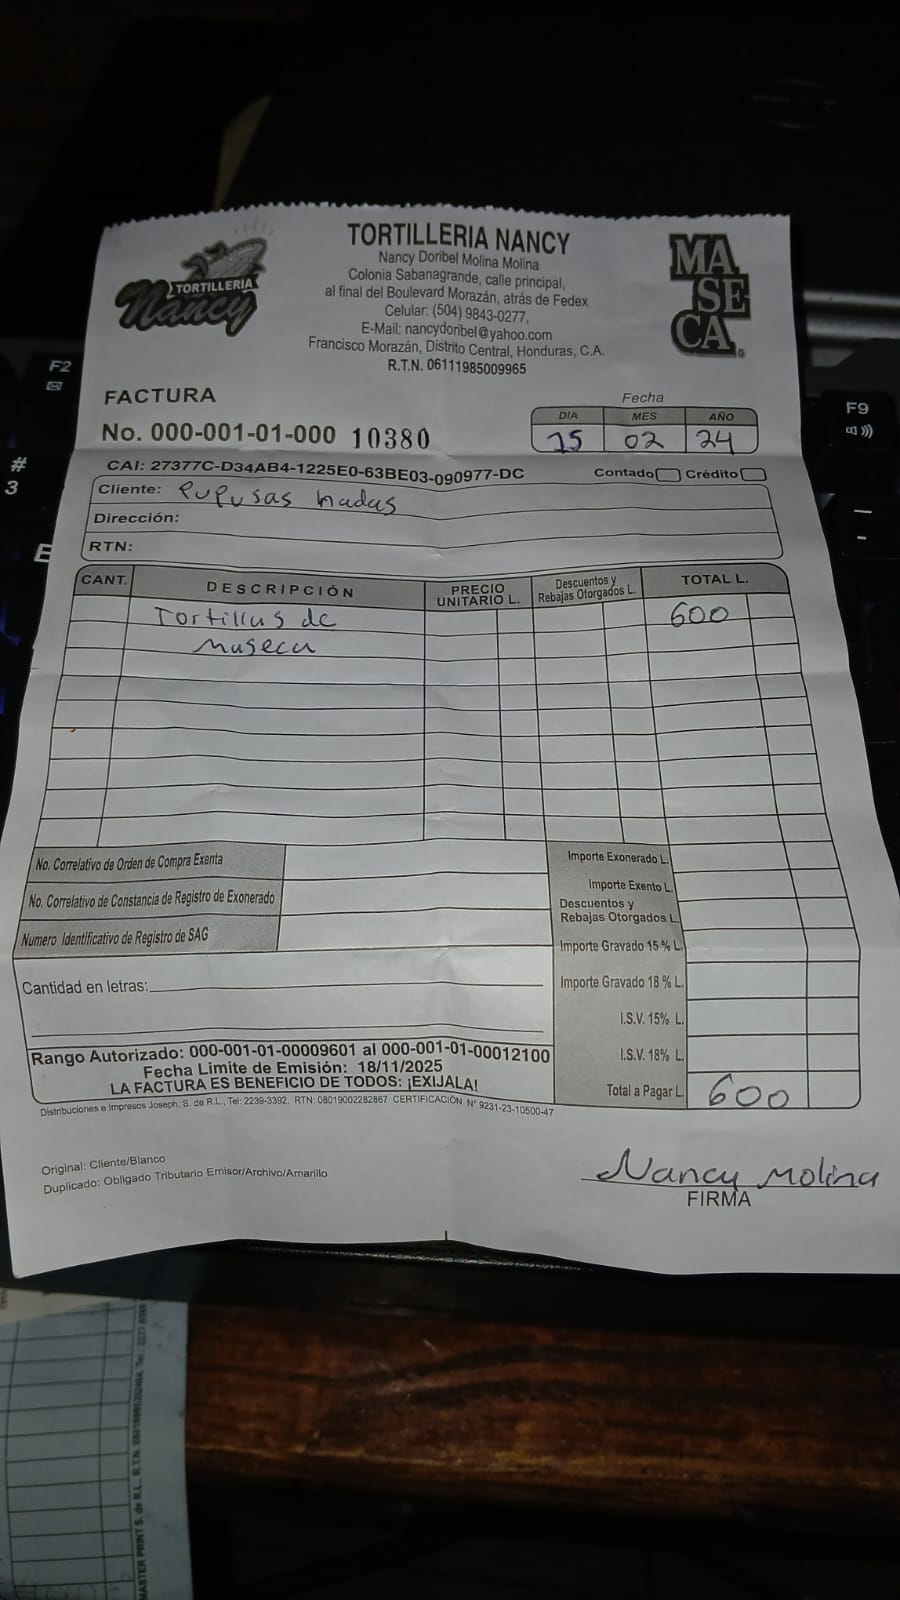 TORTILLERIA
Nancy
TORTILLERIA NANCY
Nancy Doribel Molina Molina
Colonia Sabanagrande, calle principal,
al final del Boulevard Morazán, atrás de Fedex
Celular: (504) 9843-0277,
E-Mail: nancydoribel@yahoo.com
Francisco Morazán, Distrito Central, Honduras, C.A.
R.T.N. 06111985009965
MA
SE
CA
FACTURA
No. 000-001-01-000 10380
Fecha
DIA MES AÑO
15 02 24
CAI: 27377C-D34AB4-1225E0-63BE03-090977-DC
Contado Crédito
Cliente: Pupusas hadas
Dirección:
RTN:
CANT. DESCRIPCIÓN PRECIO UNITARIO L. Descuentos y Rebajas Otorgados L. TOTAL L.
Tortillas de 600
Maseca
No. Correlativo de Orden de Compra Exenta
No. Correlativo de Constancia de Registro de Exonerado
Numero Identificativo de Registro de SAG
Importe Exonerado L.
Importe Exento L.
Descuentos y
Rebajas Otorgados L.
Importe Gravado 15 % L.
Importe Gravado 18 % L.
I.S.V. 15% L.
I.S.V. 18% L.
Total a Pagar L. 600
Cantidad en letras:
Rango Autorizado: 000-001-01-00009601 al 000-001-01-00012100
Fecha Limite de Emisión: 18/11/2025
LA FACTURA ES BENEFICIO DE TODOS: ¡EXIJALA!
Distribuciones e Impresos Joseph, S. de R.L., Tel: 2239-3392, RTN: 08019002282867 CERTIFICACIÓN N° 9231-23-10500-47
Original: Cliente/Blanco
Duplicado: Obligado Tributario Emisor/Archivo/Amarillo
Nancy Molina
FIRMA
F2
#
3
E
F9